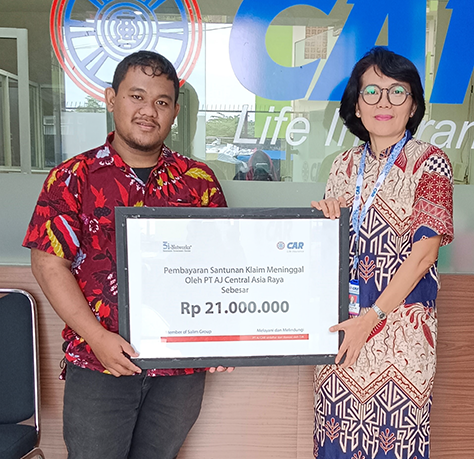 CAR
Life Insuran
CAR
Pembayaran Santunan Klaim Meninggal
Oleh PT AJ Central Asia Raya
Sebesar
Rp 21.000.000
Member of Salim Group
Melayani dan Melindungi